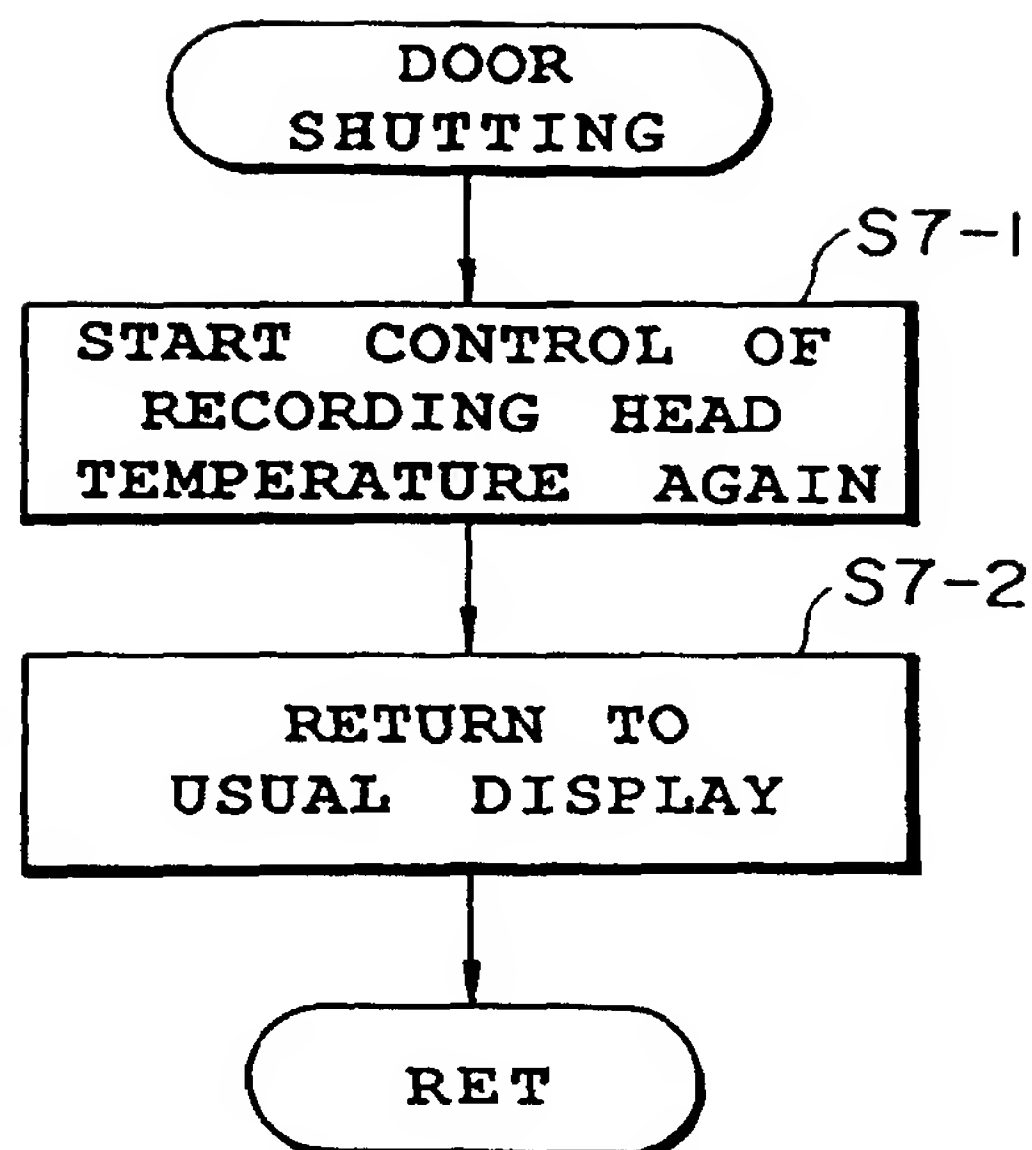 DOOR
SHUTTING
S7-1
START CONTROL OF
RECORDING HEAD
TEMPERATURE AGAIN
S7-2
RETURN TO
USUAL DISPLAY
RET